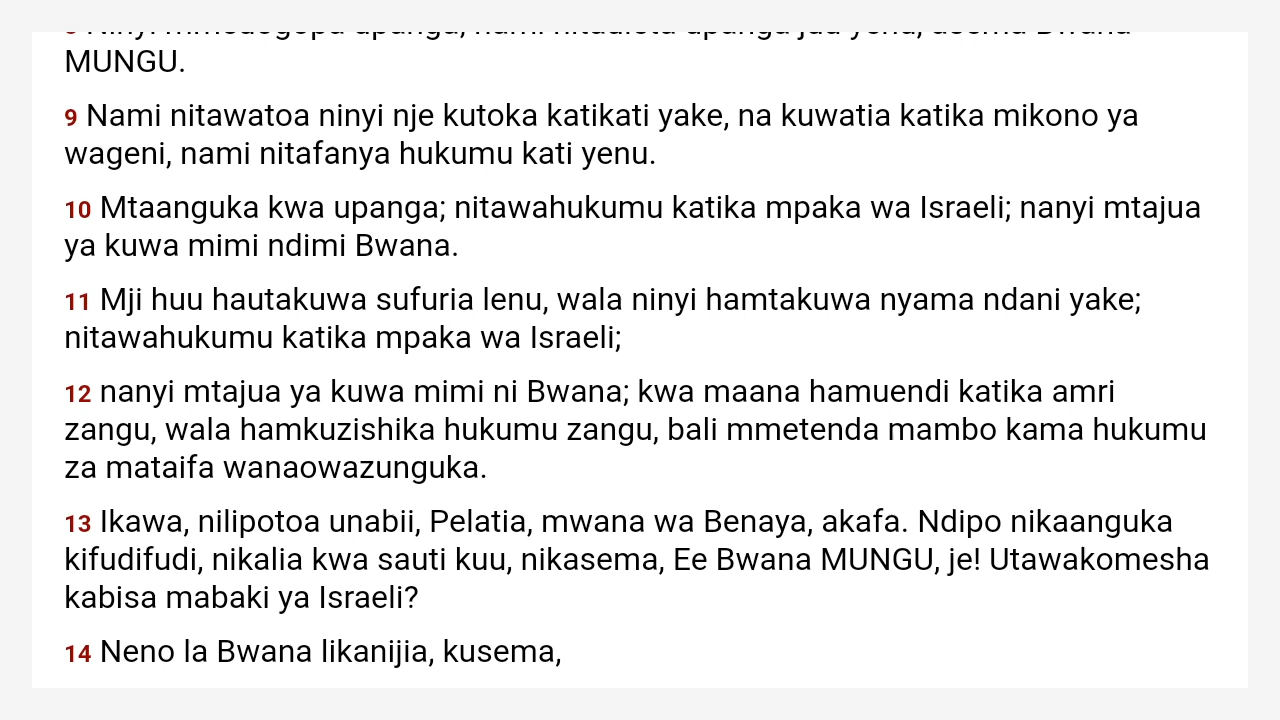 MUNGU.
9 Nami nitawatoa ninyi nje kutoka katikati yake, na kuwatia katika mikono ya
wageni, nami nitafanya hukumu kati yenu.
10 Mtaanguka kwa upanga; nitawahukumu katika mpaka wa Israeli; nanyi mtajua
ya kuwa mimi ndimi Bwana.
11 Mji huu hautakuwa sufuria lenu, wala ninyi hamtakuwa nyama ndani yake;
nitawahukumu katika mpaka wa Israeli;
12 nanyi mtajua ya kuwa mimi ni Bwana; kwa maana hamuendi katika amri
zangu, wala hamkuzishika hukumu zangu, bali mmetenda mambo kama hukumu
za mataifa wanaowazunguka.
13 Ikawa, nilipotoa unabii, Pelatia, mwana wa Benaya, akafa. Ndipo nikaanguka
kifudifudi, nikalia kwa sauti kuu, nikasema, Ee Bwana MUNGU, je! Utawakomesha
kabisa mabaki ya Israeli?
14 Neno la Bwana likanijia, kusema,